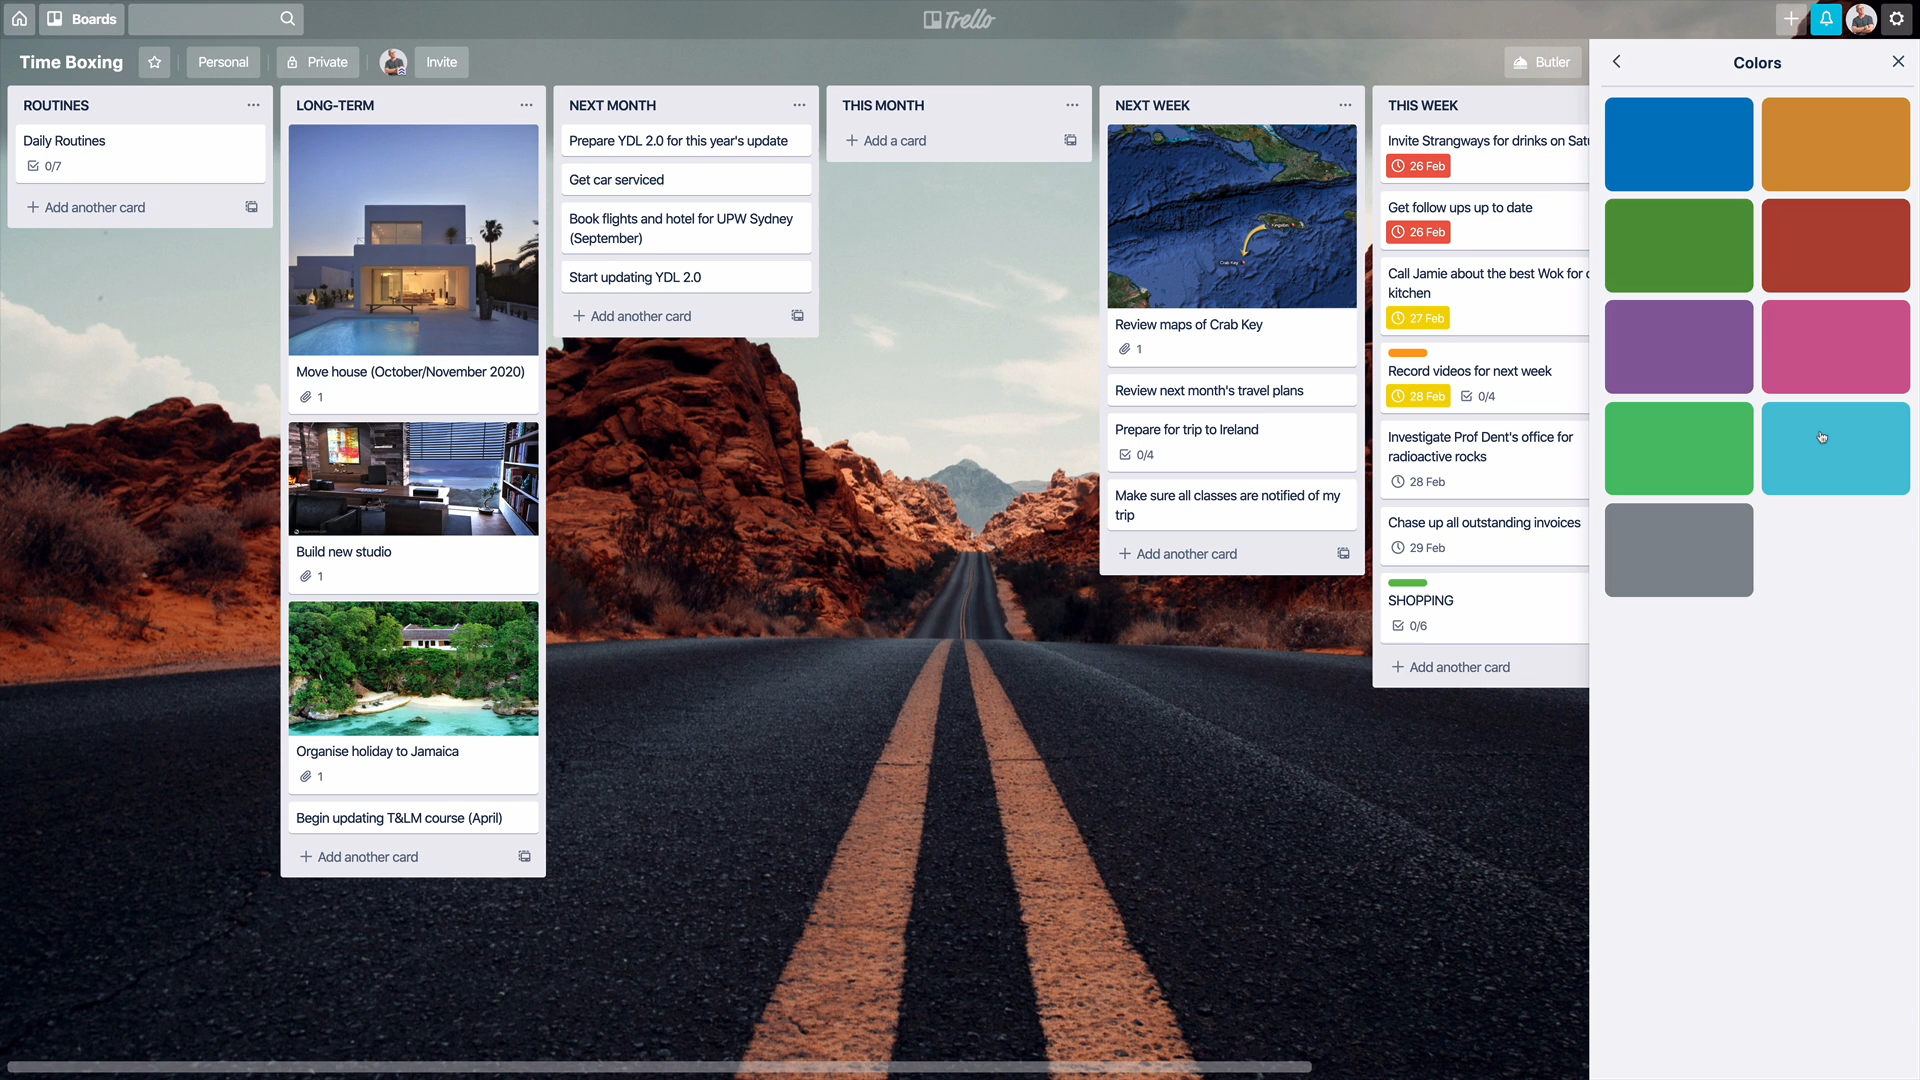 Boards
Trello
Time Boxing
Personal
Private
Invite
Butler
Colors
ROUTINES
Daily Routines
0/7
Add another card
LONG-TERM
Move house (October/November 2020)
1
Build new studio
1
Organise holiday to Jamaica
1
Begin updating T&LM course (April)
Add another card
NEXT MONTH
Prepare YDL 2.0 for this year's update
Get car serviced
Book flights and hotel for UPW Sydney
(September)
Start updating YDL 2.0
Add another card
THIS MONTH
Add a card
NEXT WEEK
Kingston
Crab Key
Review maps of Crab Key
1
Review next month's travel plans
Prepare for trip to Ireland
0/4
Make sure all classes are notified of my
trip
Add another card
THIS WEEK
Invite Strangways for drinks on Satu
26 Feb
Get follow ups up to date
26 Feb
Call Jamie about the best Wok for
kitchen
27 Feb
Record videos for next week
28 Feb
0/4
Investigate Prof Dent's office for
radioactive rocks
28 Feb
Chase up all outstanding invoices
29 Feb
SHOPPING
0/6
Add another card